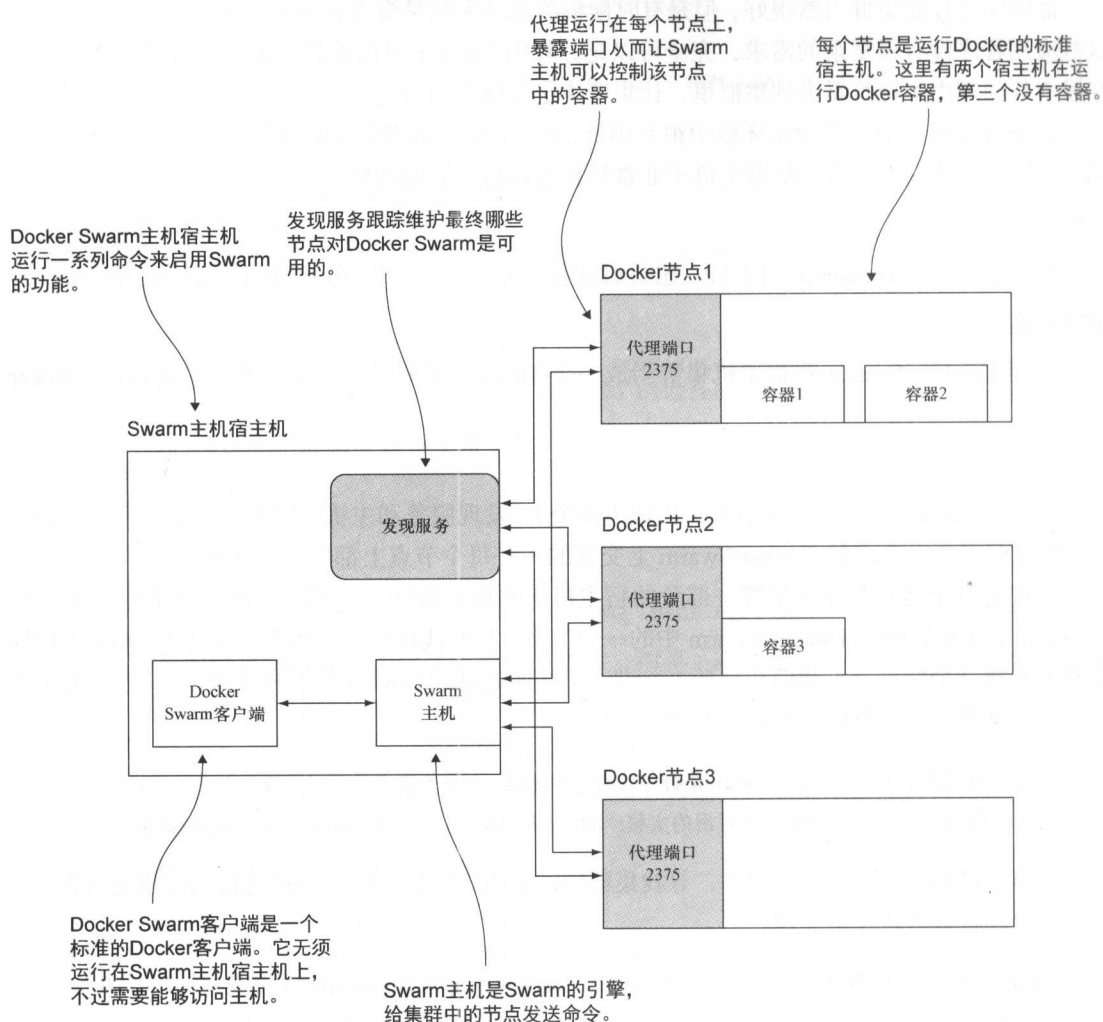 代理运行在每个节点上，
暴露端口从而让Swarm
主机可以控制该节点
中的容器。
每个节点是运行Docker的标准
宿主机。这里有两个宿主机在运
行Docker容器，第三个没有容器。
Docker Swarm主机宿主机
运行一系列命令来启用Swarm
的功能。
发现服务跟踪维护最终哪些
节点对Docker Swarm是可
用的。
Docker节点1
代理端口
2375
容器1
容器2
Swarm主机宿主机
发现服务
Docker节点2
代理端口
2375
容器3
Docker
Swarm客户端
Swarm
主机
Docker节点3
代理端口
2375
Docker Swarm客户端是一个
标准的Docker客户端。它无须
运行在Swarm主机宿主机上，
不过需要能够访问主机。
Swarm主机是Swarm的引擎，
给集群中的节点发送命令。